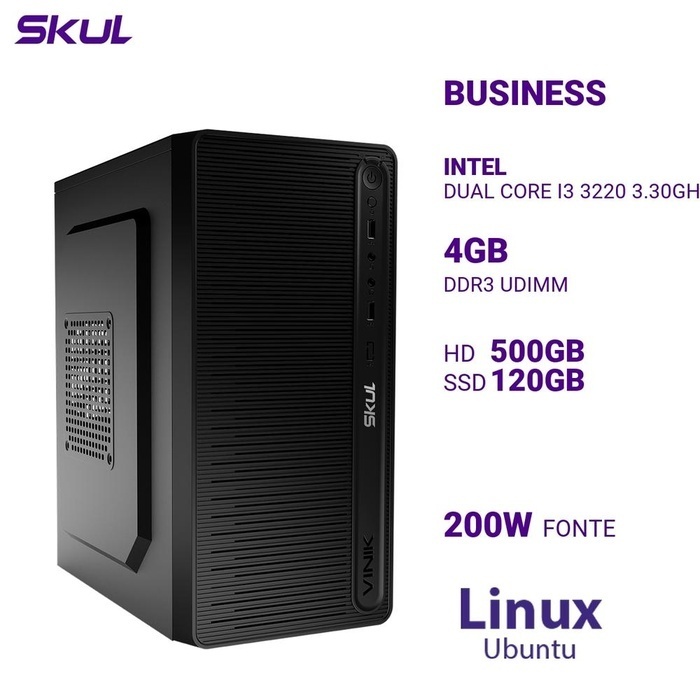 SKUL
BUSINESS
INTEL
DUAL CORE I3 3220 3.30GH
4GB
DDR3 UDIMM
HD 500GB
SSD 120GB
SKUL
VINIK
200W FONTE
Linux
Ubuntu